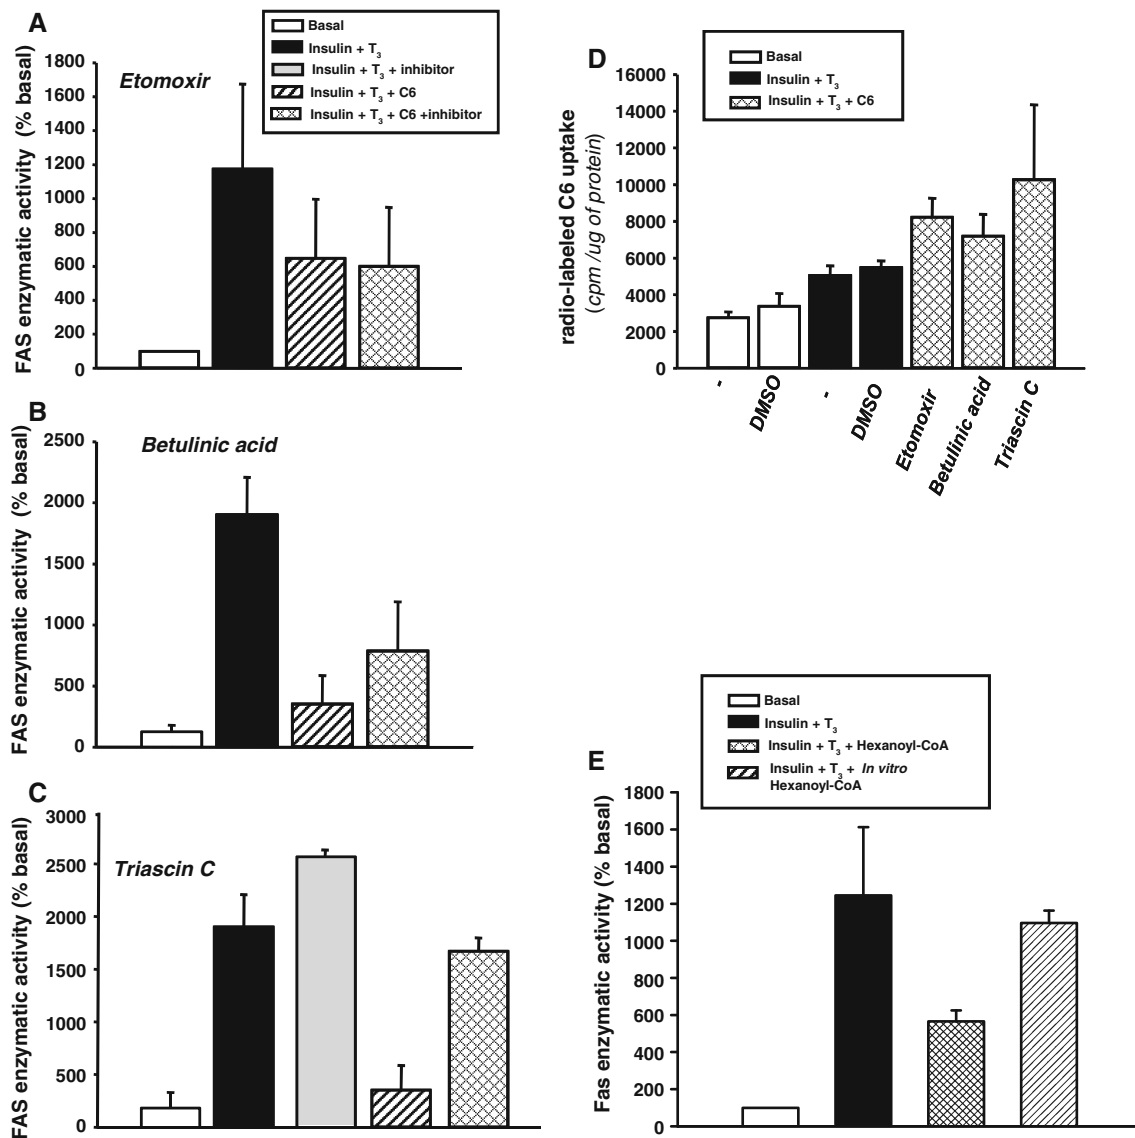 A
Basal
Insulin + T3
Insulin + T3 + inhibitor
Insulin + T3 + C6
Insulin + T3 + C6 +inhibitor
Etomoxir
FAS enzymatic activity (% basal)
1800
1600
1400
1200
1000
800
600
400
200
0
B
Betulinic acid
FAS enzymatic activity (% basal)
2500
2000
1500
1000
500
0
C
Triascin C
FAS enzymatic activity (% basal)
3000
2500
2000
1500
1000
500
0
D
Basal
Insulin + T3
Insulin + T3 + C6
radio-labeled C6 uptake
(cpm /ug of protein)
16000
14000
12000
10000
8000
6000
4000
2000
0
-
DMSO
-
DMSO
Etomoxir
Betulinic acid
Triascin C
E
Basal
Insulin + T3
Insulin + T3 + Hexanoyl-CoA
Insulin + T3 + In vitro
Hexanoyl-CoA
Fas enzymatic activity (% basal)
1800
1600
1400
1200
1000
800
600
400
200
0